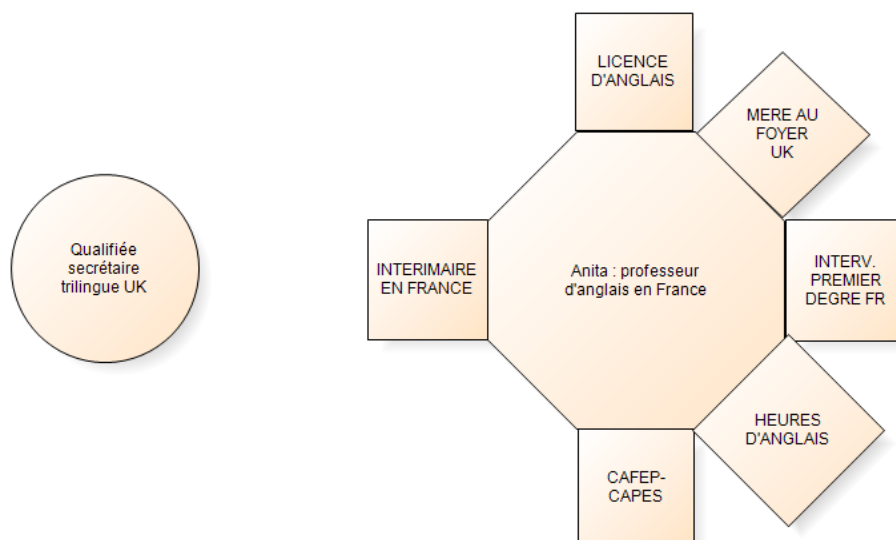 LICENCE
D'ANGLAIS
MERE AU
FOYER
UK
Qualifiée
secrétaire
trilingue UK
INTERIMAIRE
EN FRANCE
Anita : professeur
d'anglais en France
INTERV.
PREMIER
DEGRE FR
HEURES
D'ANGLAIS
CAFEP-
CAPES